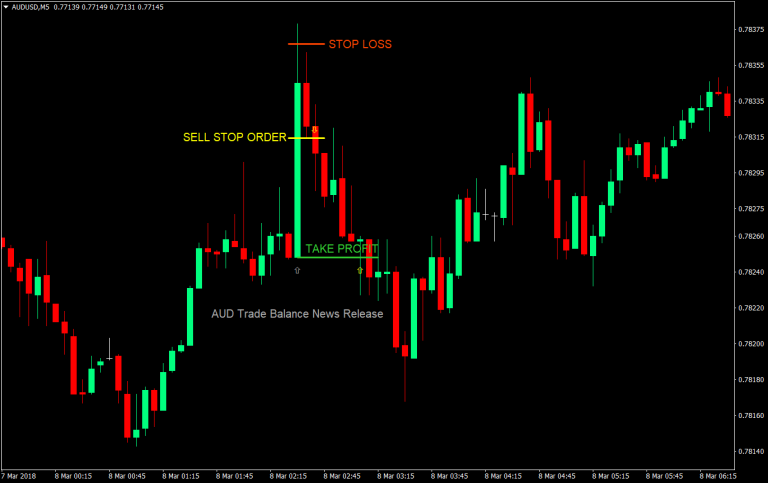 AUDUSD,M5 0.77139 0.77149 0.77131 0.77145
0.78375
STOP LOSS
0.78355
0.78335
SELL STOP ORDER
0.78315
0.78295
0.78275
0.78260
TAKE PROFIT
0.78240
0.78220
AUD Trade Balance News Release
0.78200
0.78180
0.78160
0.78140
7 Mar 2018 8 Mar 00:15 8 Mar 00:45 8 Mar 01:15 8 Mar 01:45 8 Mar 02:15 8 Mar 02:45 8 Mar 03:15 8 Mar 03:45 8 Mar 04:15 8 Mar 04:45 8 Mar 05:15 8 Mar 05:45 8 Mar 06:15